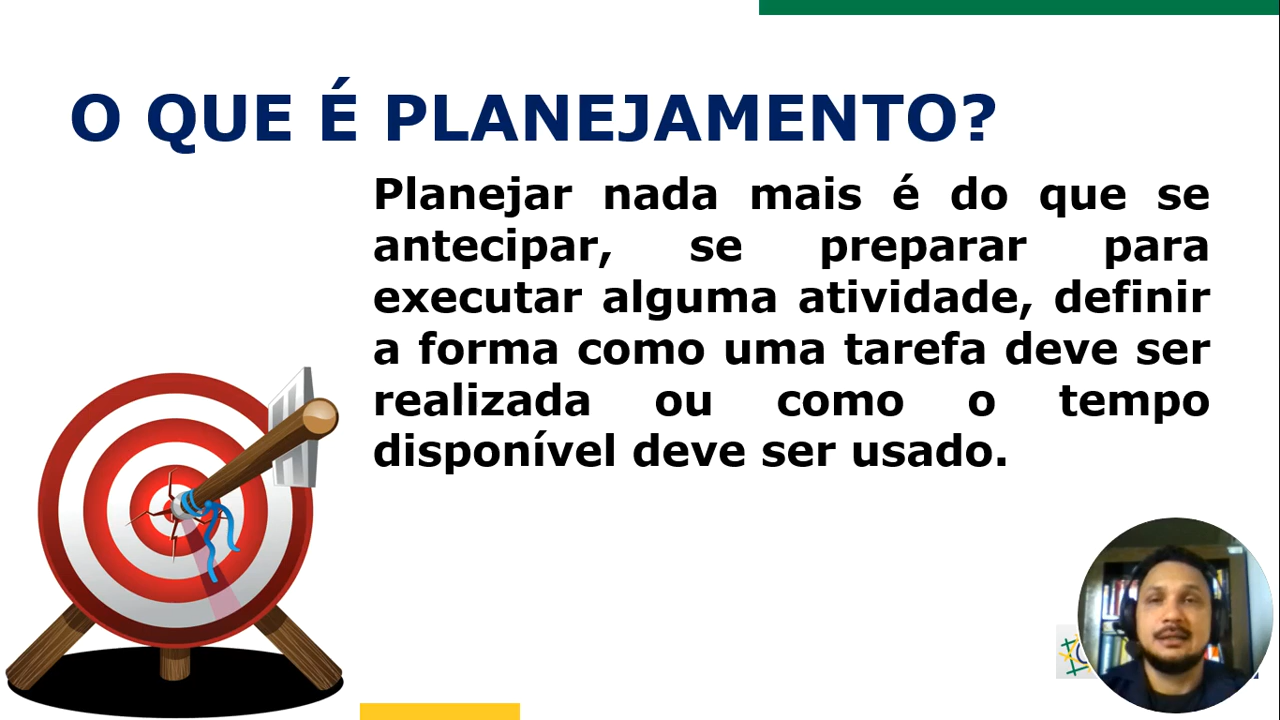 O QUE É PLANEJAMENTO?
Planejar nada mais é do que se
antecipar, se preparar para
executar alguma atividade, definir
a forma como uma tarefa deve ser
realizada ou como o tempo
disponível deve ser usado.